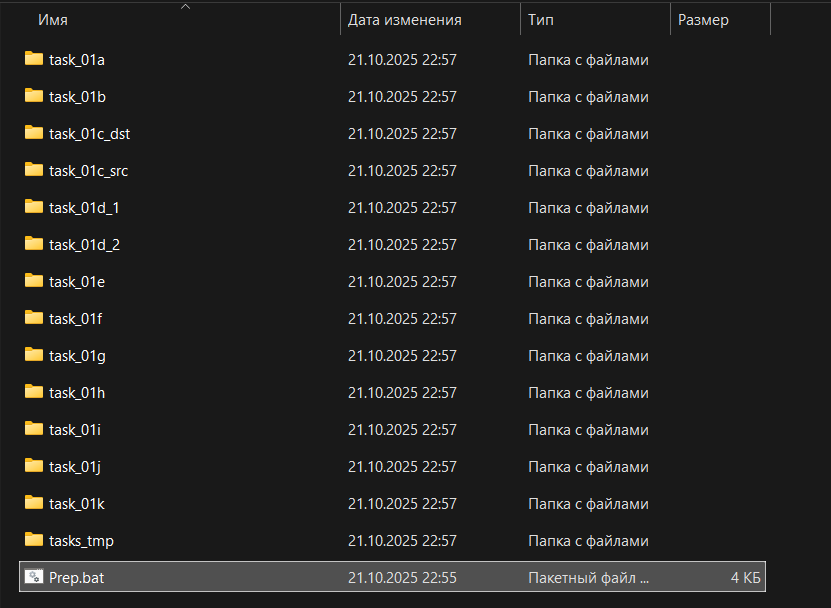 Имя Дата изменения Тип Размер
task_01a 21.10.2025 22:57 Папка с файлами
task_01b 21.10.2025 22:57 Папка с файлами
task_01c_dst 21.10.2025 22:57 Папка с файлами
task_01c_src 21.10.2025 22:57 Папка с файлами
task_01d_1 21.10.2025 22:57 Папка с файлами
task_01d_2 21.10.2025 22:57 Папка с файлами
task_01e 21.10.2025 22:57 Папка с файлами
task_01f 21.10.2025 22:57 Папка с файлами
task_01g 21.10.2025 22:57 Папка с файлами
task_01h 21.10.2025 22:57 Папка с файлами
task_01i 21.10.2025 22:57 Папка с файлами
task_01j 21.10.2025 22:57 Папка с файлами
task_01k 21.10.2025 22:57 Папка с файлами
tasks_tmp 21.10.2025 22:57 Папка с файлами
Prep.bat 21.10.2025 22:55 Пакетный файл ... 4 КБ